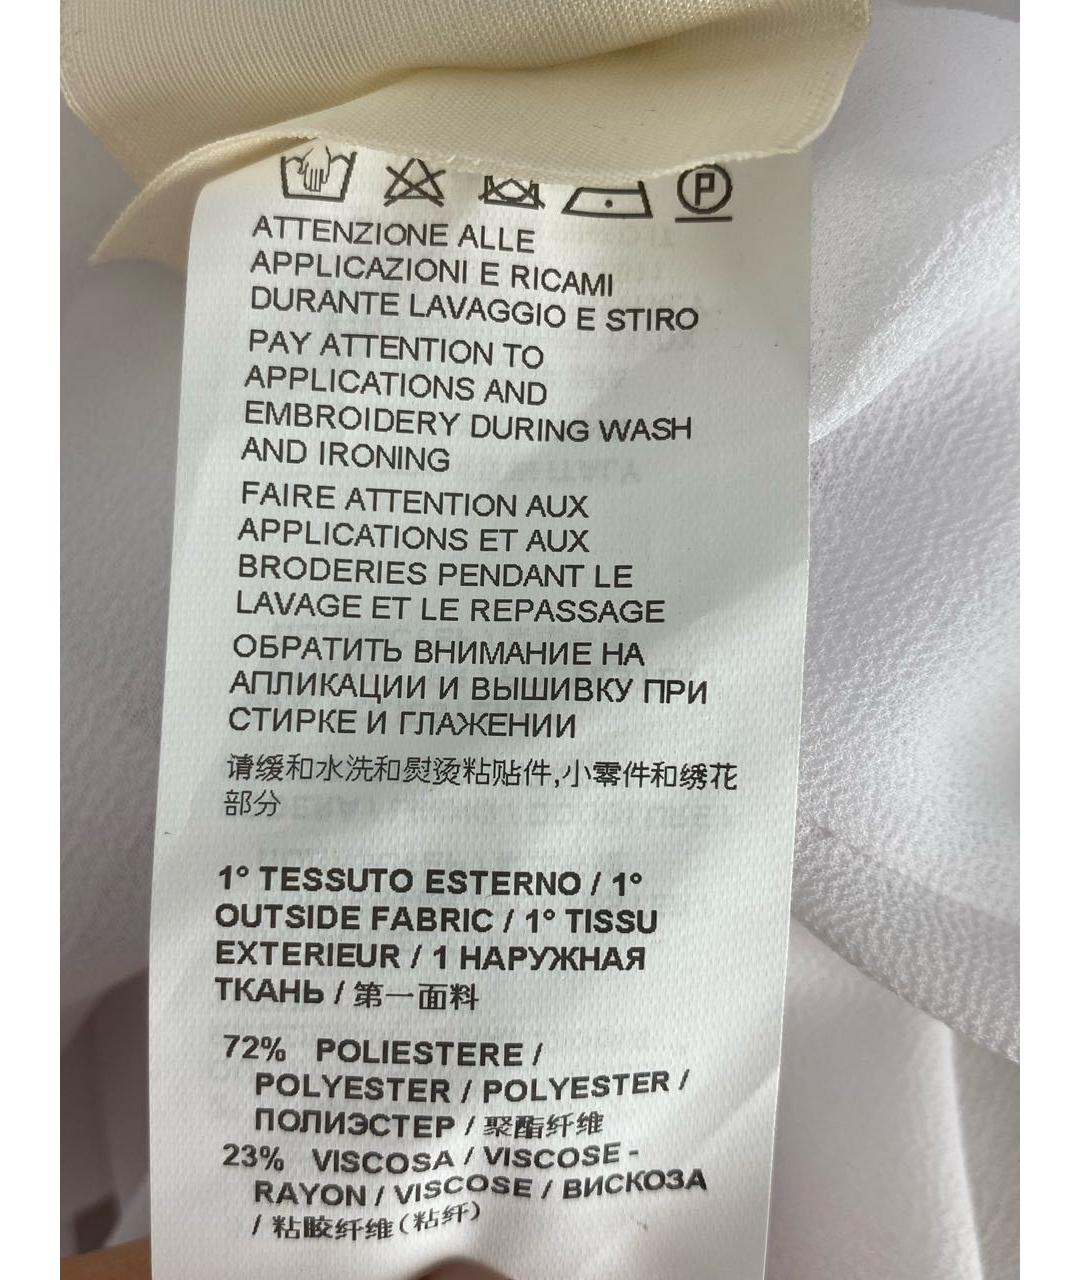 P
ATTENZIONE ALLE
APPLICAZIONI E RICAMI
DURANTE LAVAGGIO E STIRO
PAY ATTENTION TO
APPLICATIONS AND
EMBROIDERY DURING WASH
AND IRONING
FAIRE ATTENTION AUX
APPLICATIONS ET AUX
BRODERIES PENDANT LE
LAVAGE ET LE REPASSAGE
ОБРАТИТЬ ВНИМАНИЕ НА
АПЛИКАЦИИ И ВЫШИВКУ ПРИ
СТИРКЕ И ГЛАЖЕНИИ
请缓和水洗和熨烫粘贴件,小零件和绣花
部分
1° TESSUTO ESTERNO / 1°
OUTSIDE FABRIC / 1° TISSU
EXTERIEUR / 1 НАРУЖНАЯ
ТКАНЬ / 第一面料
72% POLIESTERE /
POLYESTER / POLYESTER /
ПОЛИЭСТЕР / 聚酯纤维
23% VISCOSA / VISCOSE -
RAYON / VISCOSE / ВИСКОЗА
/ 粘胶纤维(粘纤)